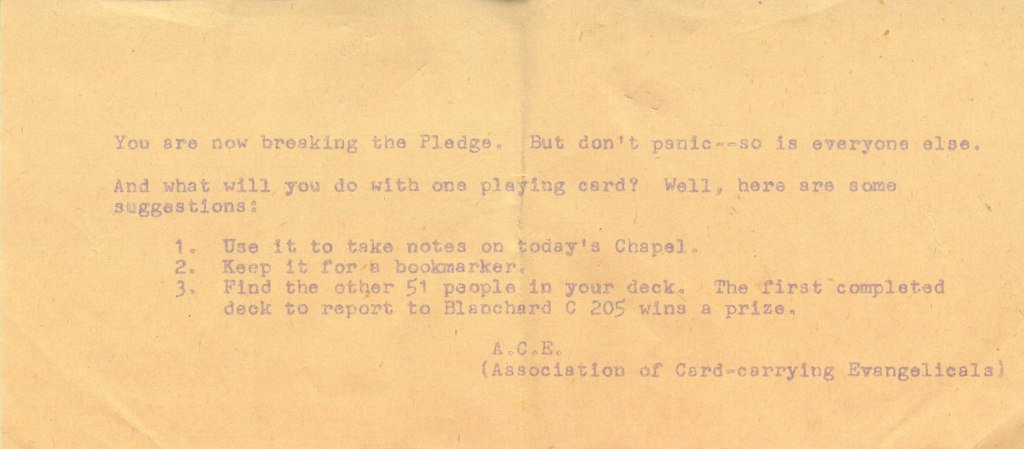 You are now breaking the Pledge. But don't panic--so is everyone else.
And what will you do with one playing card? Well, here are some
suggestions:
1. Use it to take notes on today's Chapel.
2. Keep it for a bookmarker.
3. Find the other 51 people in your deck. The first completed
deck to report to Blanchard C 205 wins a prize.
A.C.E.
(Association of Card-carrying Evangelicals)